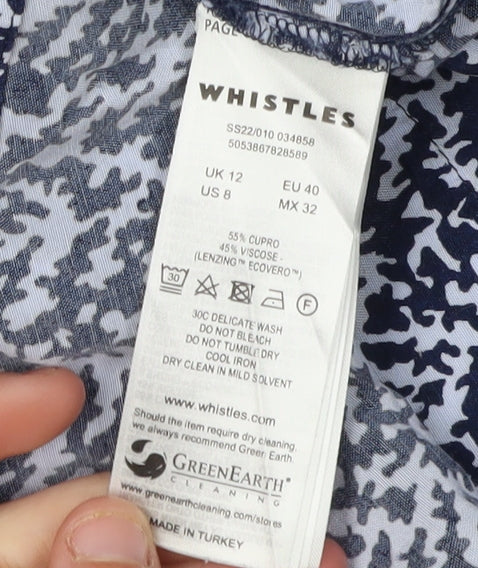 PAGE
WHISTLES
SS22/010 034858
5053867828589
UK 12 EU 40
US 8 MX 32
55% CUPRO
45% VISCOSE -
(LENZING™ ECOVERO™)
30 F
30C DELICATE WASH
DO NOT BLEACH
DO NOT TUMBLE DRY
COOL IRON
DRY CLEAN IN MILD SOLVENT
www.whistles.com
Should the item require dry cleaning,
we always recommend Green Earth.
GREENEARTH®
CLEANING
www.greenearthcleaning.com/stores
MADE IN TURKEY